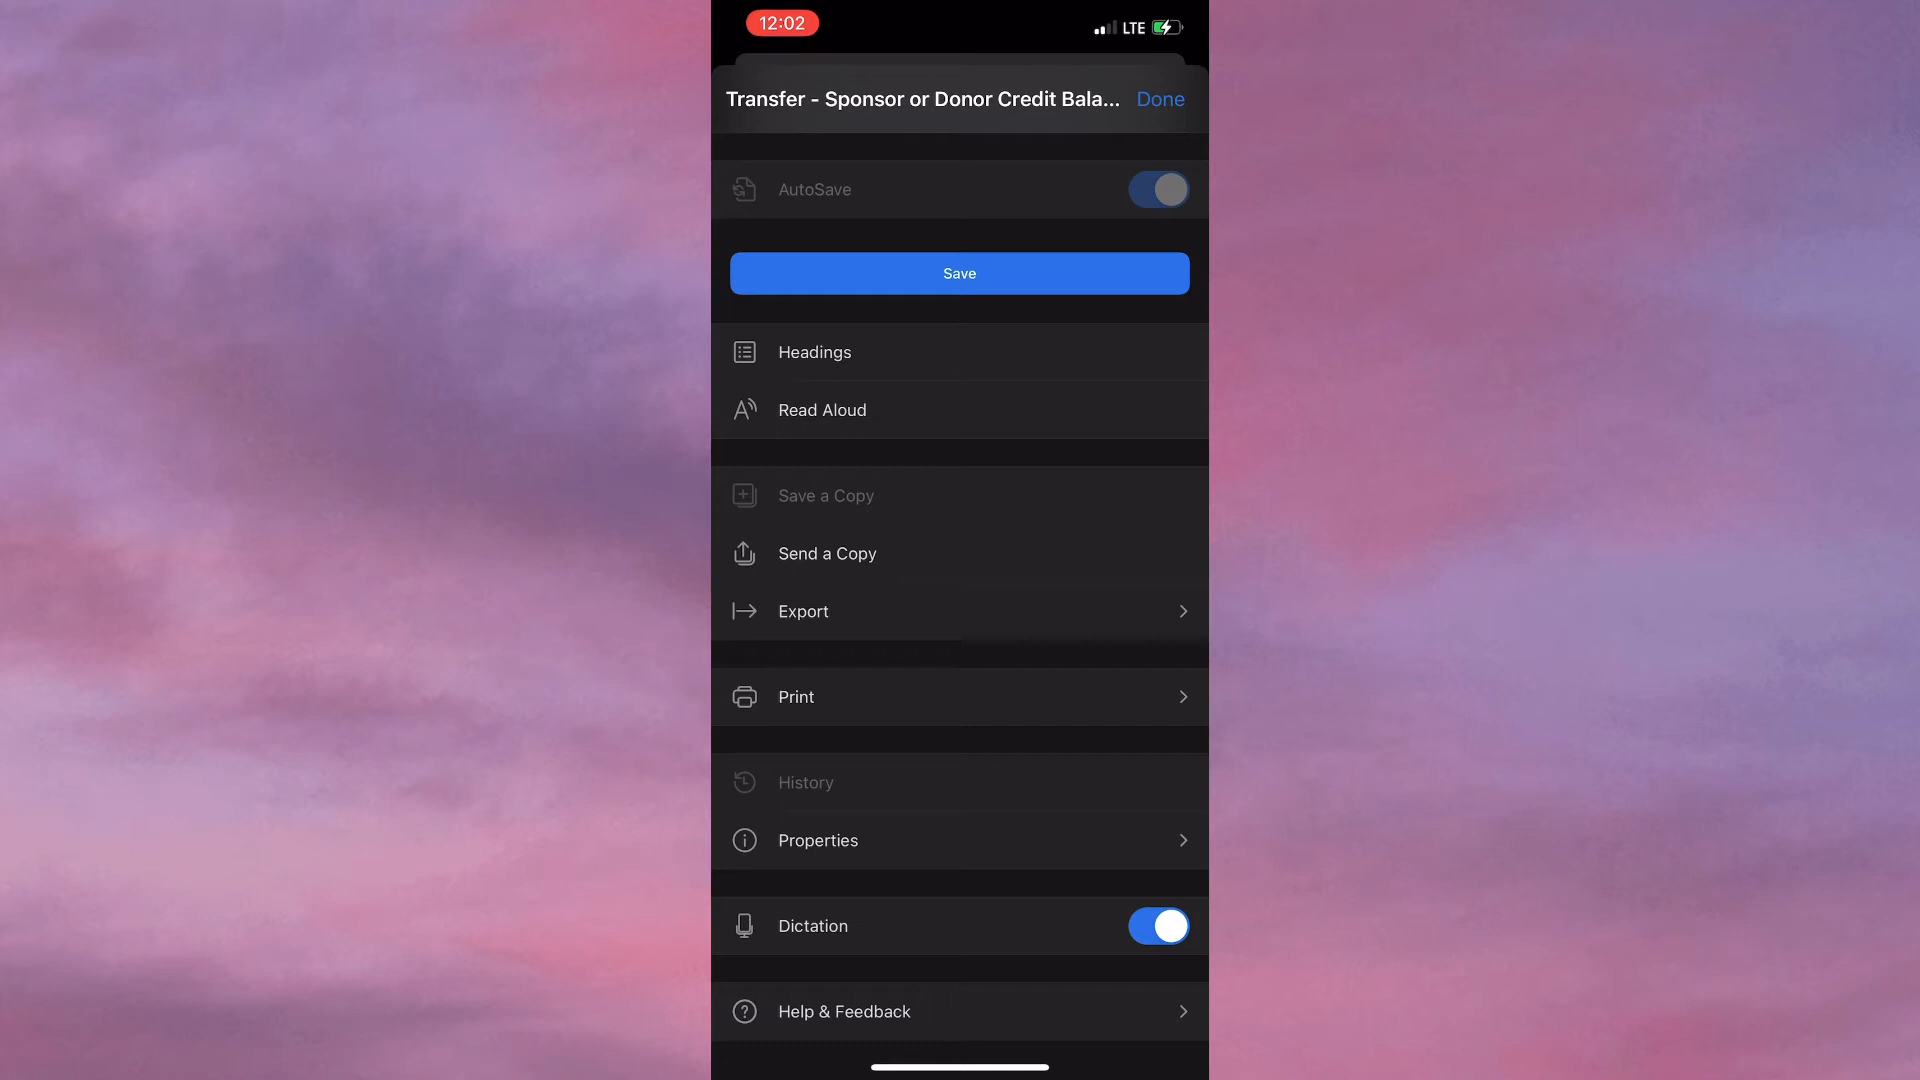 12:02
LTE
Transfer - Sponsor or Donor Credit Bala...
Done
AutoSave
Save
Headings
Read Aloud
Save a Copy
Send a Copy
Export
Print
History
Properties
Dictation
Help & Feedback